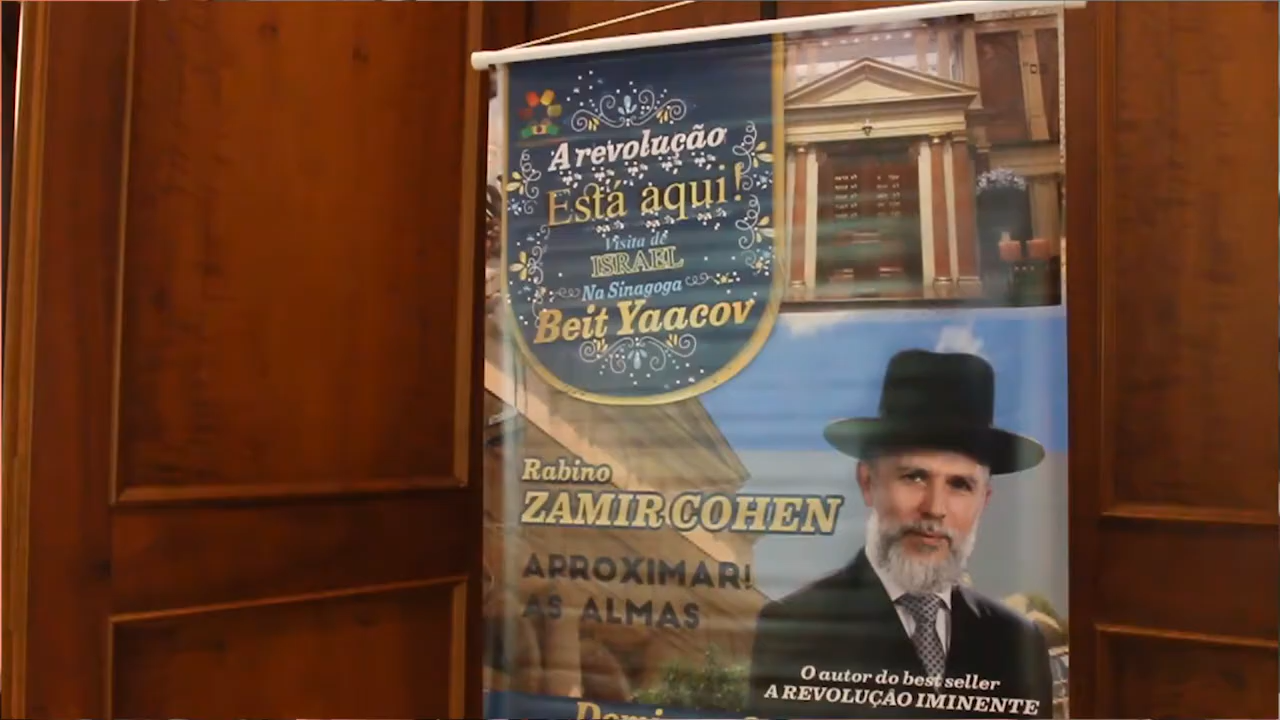 A revolução
Está aqui!
Visita de
ISRAEL
Na Sinagoga
Beit Yaacov
Rabino
ZAMIR COHEN
APROXIMAR!
AS ALMAS
O autor do best seller
A REVOLUÇÃO IMINENTE